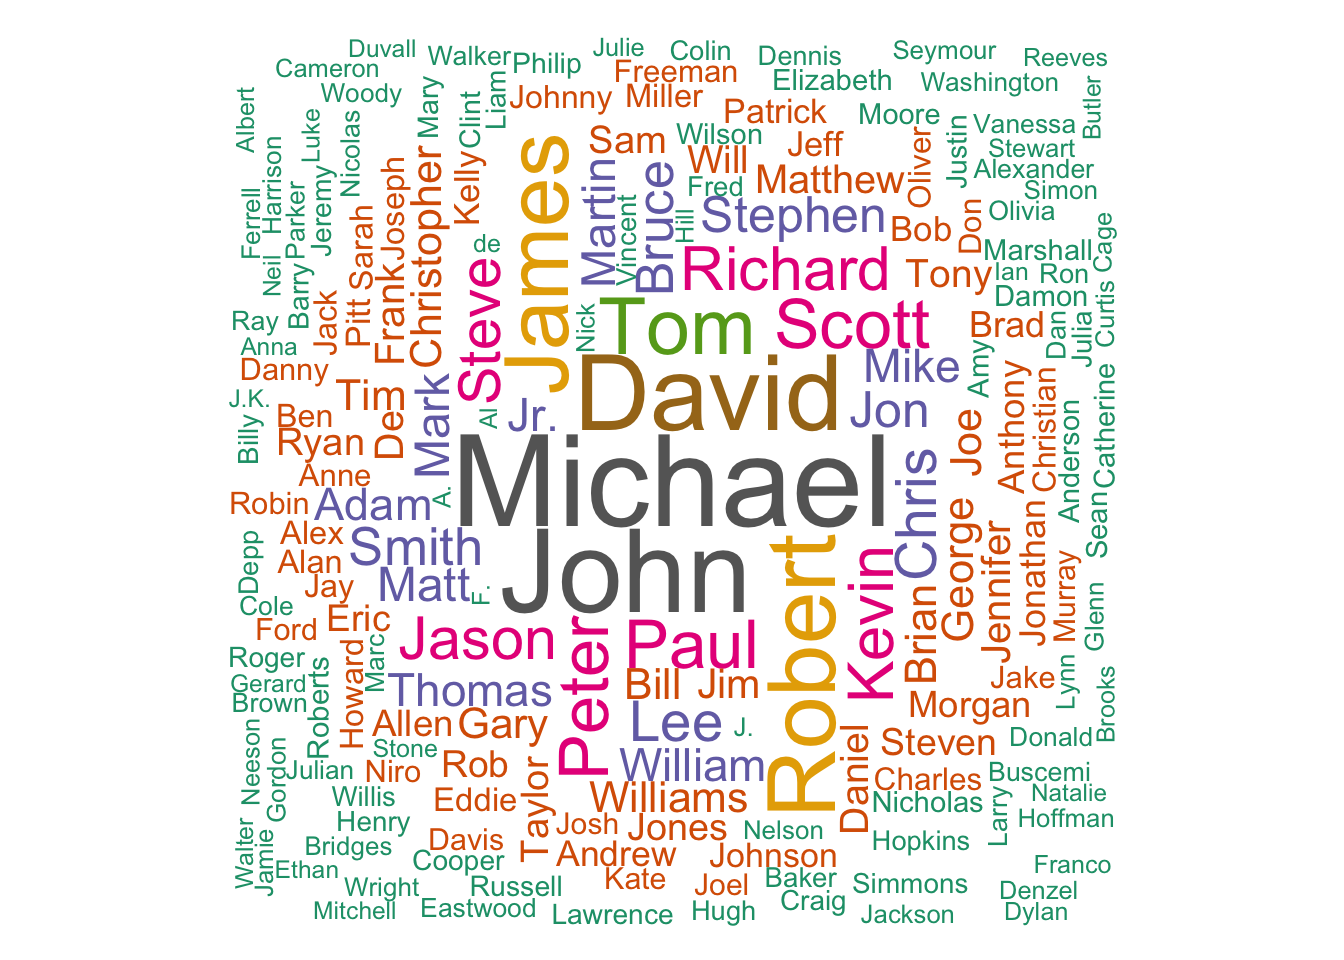 Duvall
Walker
Julie
Colin
Dennis
Seymour
Reeves
Cameron
Philip
Freeman
Elizabeth
Washington
Woody
Mary
Clint
Liam
Johnny
Miller
Patrick
Moore
Butler
Albert
Luke
Nicolas
Sam
Wilson
Jeff
Oliver
Justin
Vanessa
Stewart
Harrison
Jeremy
Joseph
Christopher
Kelly
James
Martin
Bruce
Will
Matthew
Alexander
Simon
Ferrell
Parker
Sarah
Fred
Hill
Vincent
Stephen
Bob
Don
Olivia
Neil
Barry
Pitt
Frank
de
Steve
Richard
Tony
Marshall
Cage
Ian
Ron
Damon
Ray
Jack
Nick
Tom
Scott
Brad
Dan
Julia
Curtis
Anna
Danny
David
Mike
Amy
J.K.
Tim
De
Mark
Jr.
Al
Jon
Joe
Anthony
Christian
Catherine
Billy
Ben
Ryan
Anne
Michael
Chris
Anderson
Robin
Adam
A.
Sean
Alex
Smith
John
Robert
Kevin
George
Jennifer
Jonathan
Murray
Depp
Alan
Jay
Matt
F.
Cole
Eric
Ford
Jason
Peter
Paul
Brian
Glenn
Roger
Marc
Howard
Roberts
Gerard
Brown
Thomas
Bill
Jim
Jake
Lynn
Morgan
Brooks
Neeson
Allen
Gary
Lee
J.
Daniel
Steven
Donald
Stone
Gordon
Julian
Niro
Rob
Taylor
William
Charles
Buscemi
Willis
Eddie
Williams
Nicholas
Larry
Natalie
Henry
Josh
Jones
Nelson
Hoffman
Walter
Jamie
Bridges
Davis
Andrew
Johnson
Hopkins
Ethan
Cooper
Kate
Joel
Baker
Simmons
Franco
Wright
Russell
Craig
Denzel
Mitchell
Eastwood
Lawrence
Hugh
Jackson
Dylan